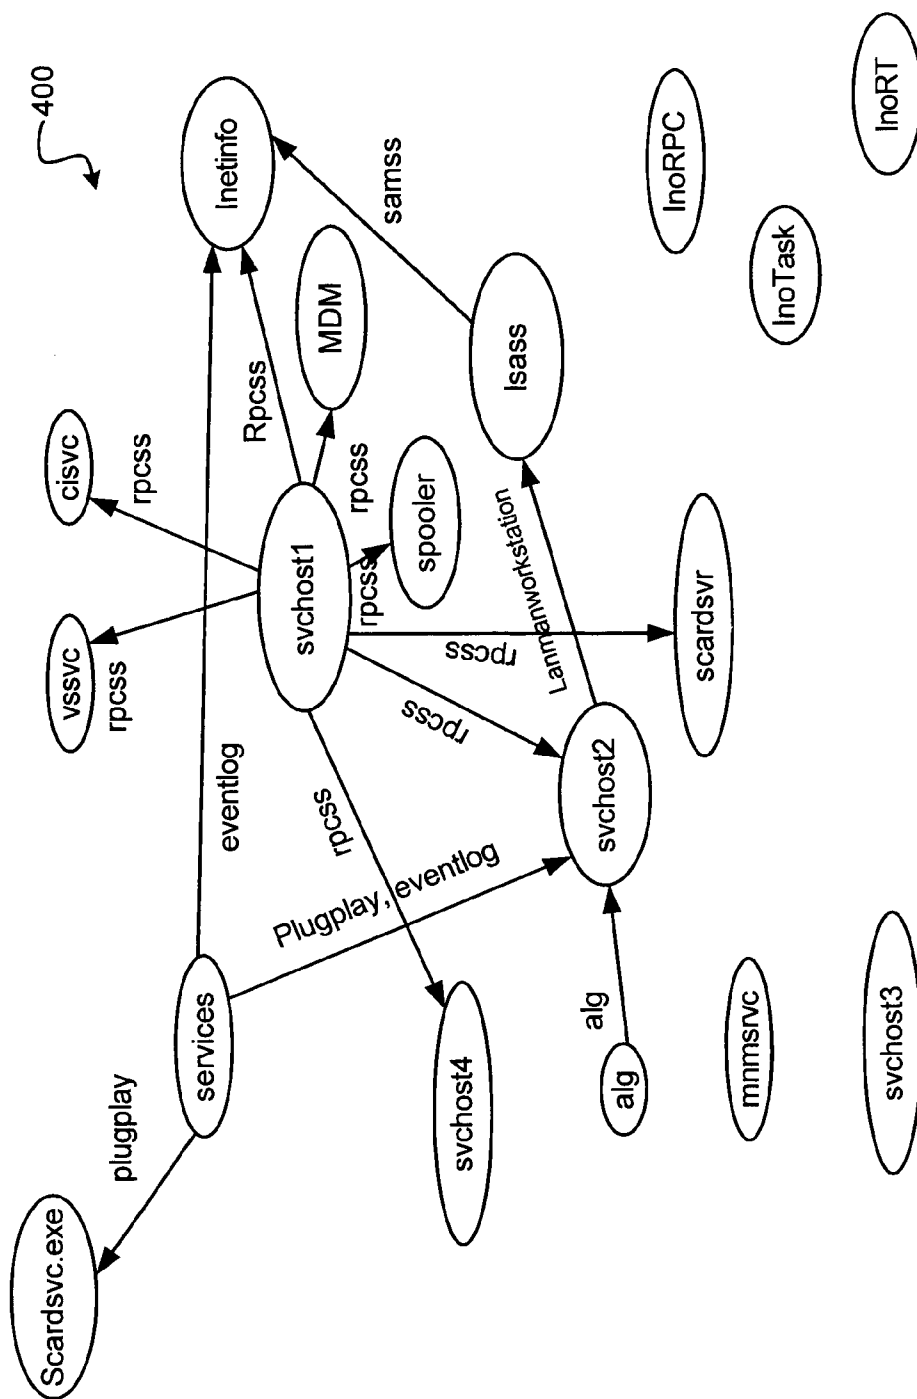 Scardsvc.exe
vssvc
cisvc
400
plugplay
rpcss
rpcss
services
eventlog
Inetinfo
Rpcss
svchost1
rpcss
MDM
rpcss
rpcss
Plugplay, eventlog
samss
spooler
rpcss
svchost4
rpcss
Lanmanworkstation
lsass
alg
svchost2
alg
scardsvr
InoRPC
mnmsrvc
InoTask
svchost3
InoRT